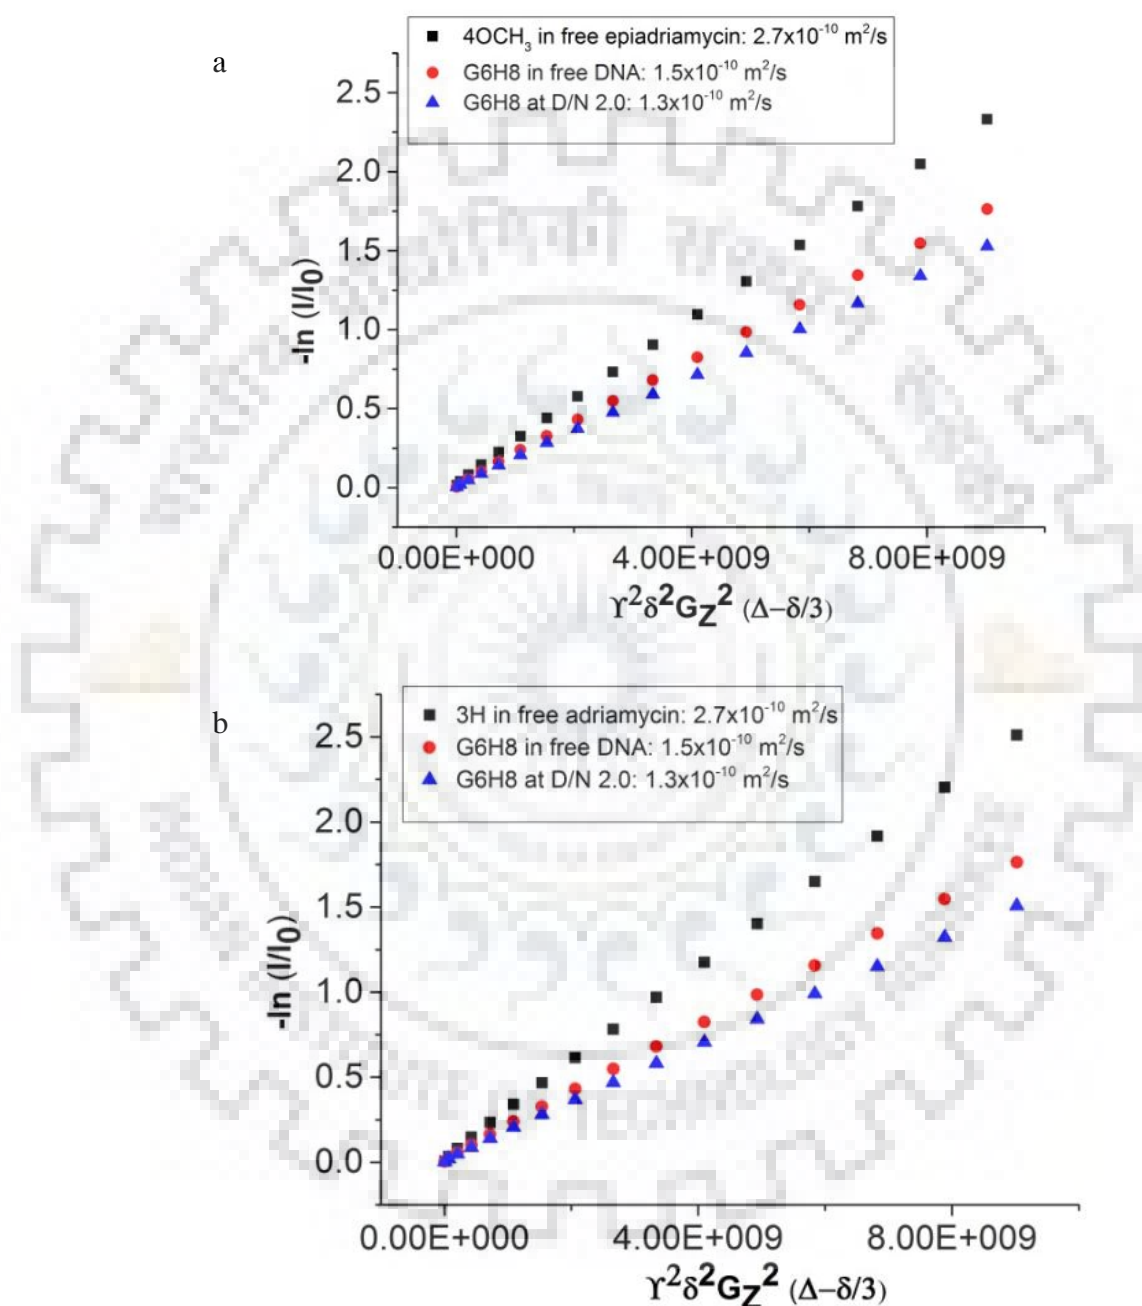 a
4OCH₃ in free epiadriamycin: 2.7x10⁻¹⁰ m²/s
G6H8 in free DNA: 1.5x10⁻¹⁰ m²/s
G6H8 at D/N 2.0: 1.3x10⁻¹⁰ m²/s
2.5
2.0
1.5
1.0
0.5
0.0
-ln (I/I₀)
0.00E+000 4.00E+009 8.00E+009
ϒ²δ²G_Z² (Δ−δ/3)
b
3H in free adriamycin: 2.7x10⁻¹⁰ m²/s
G6H8 in free DNA: 1.5x10⁻¹⁰ m²/s
G6H8 at D/N 2.0: 1.3x10⁻¹⁰ m²/s
2.5
2.0
1.5
1.0
0.5
0.0
-ln (I/I₀)
0.00E+000 4.00E+009 8.00E+009
ϒ²δ²G_Z² (Δ−δ/3)